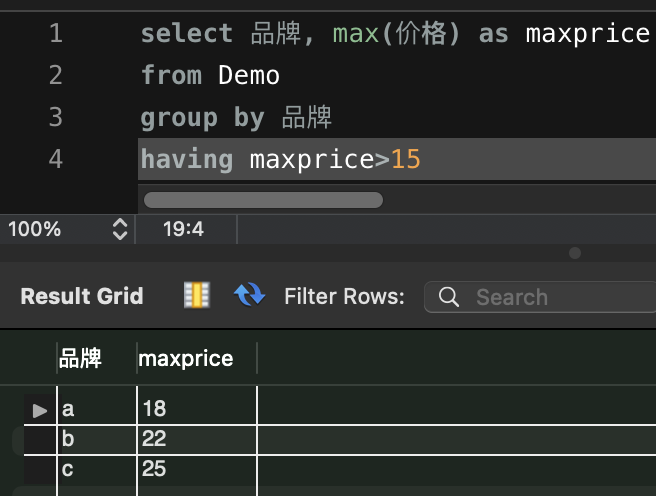 1 select 品牌, max(价格) as maxprice
2 from Demo
3 group by 品牌
4 having maxprice>15
100% 19:4
Result Grid Filter Rows: Search
品牌 maxprice
a 18
b 22
c 25